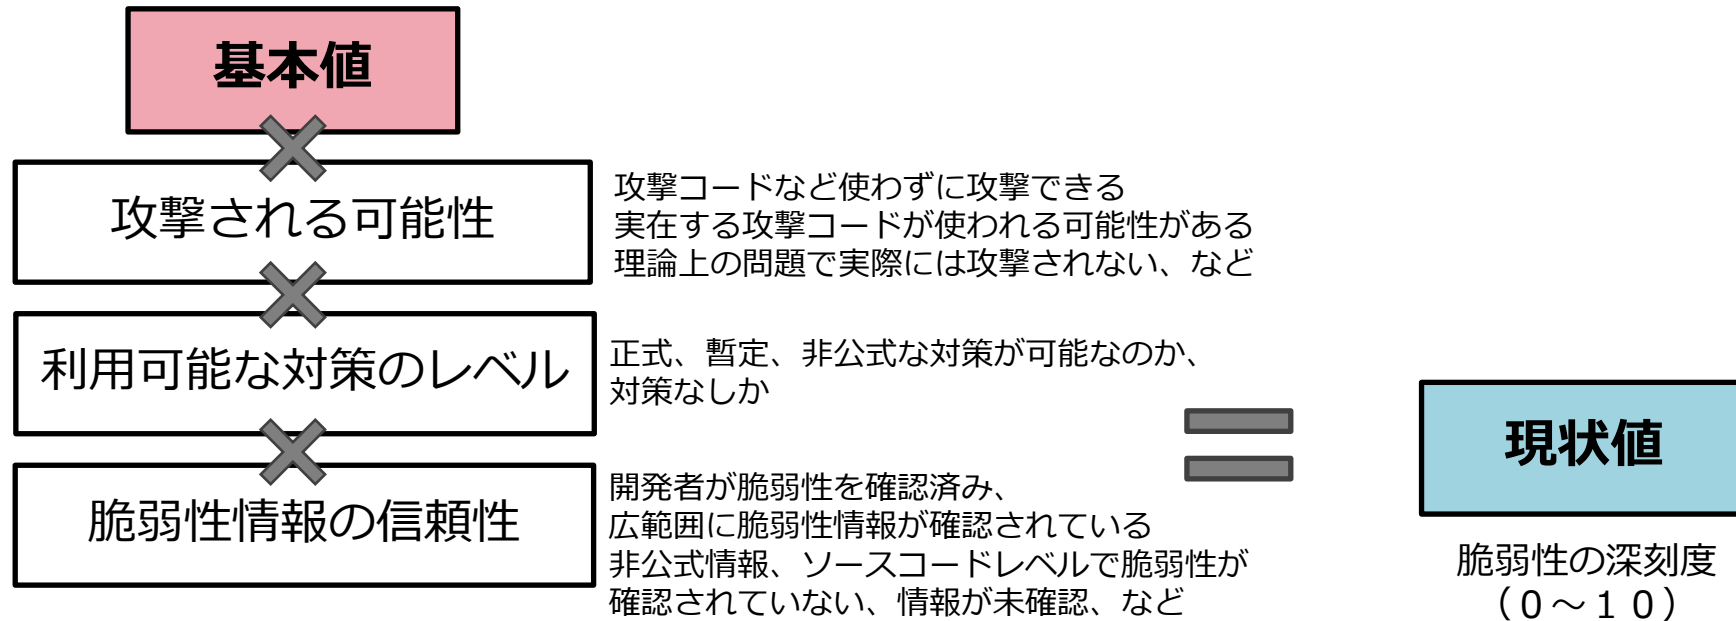 基本値
攻撃される可能性
攻撃コードなど使わずに攻撃できる
実在する攻撃コードが使われる可能性がある
理論上の問題で実際には攻撃されない、など
利用可能な対策のレベル
正式、暫定、非公式な対策が可能なのか、
対策なしか
脆弱性情報の信頼性
開発者が脆弱性を確認済み、
広範囲に脆弱性情報が確認されている
非公式情報、ソースコードレベルで脆弱性が
確認されていない、情報が未確認、など
現状値
脆弱性の深刻度
（０～１０）